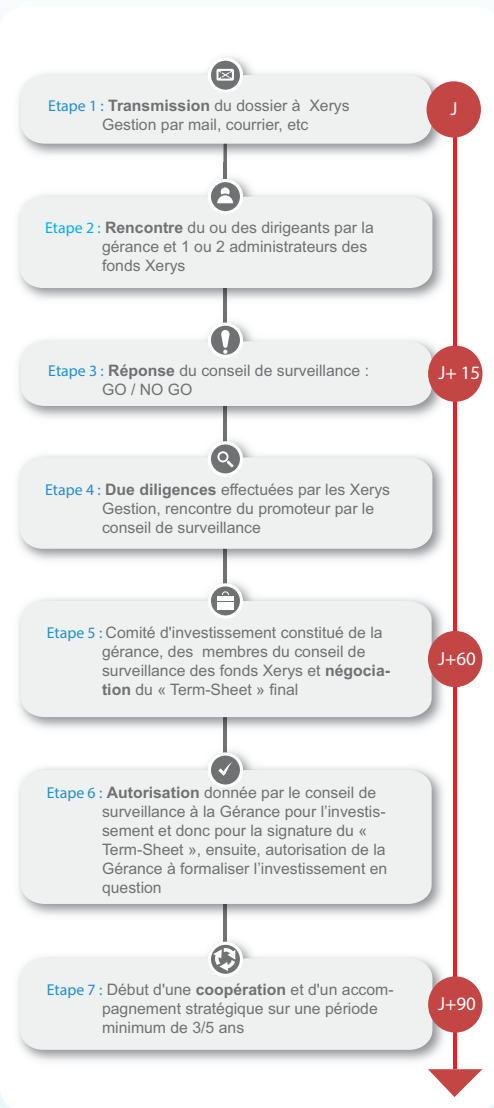 Etape 1 : Transmission du dossier à Xerys
Gestion par mail, courrier, etc
J
Etape 2 : Rencontre du ou des dirigeants par la
gérance et 1 ou 2 administrateurs des
fonds Xerys
Etape 3 : Réponse du conseil de surveillance :
GO / NO GO
J+ 15
Etape 4 : Due diligences effectuées par les Xerys
Gestion, rencontre du promoteur par le
conseil de surveillance
Etape 5 : Comité d'investissement constitué de la
gérance, des membres du conseil de
surveillance des fonds Xerys et négocia-
tion du « Term-Sheet » final
J+60
Etape 6 : Autorisation donnée par le conseil de
surveillance à la Gérance pour l'investis-
sement et donc pour la signature du «
Term-Sheet », ensuite, autorisation de la
Gérance à formaliser l'investissement en
question
Etape 7 : Début d'une coopération et d'un accom-
pagnement stratégique sur une période
minimum de 3/5 ans
J+90